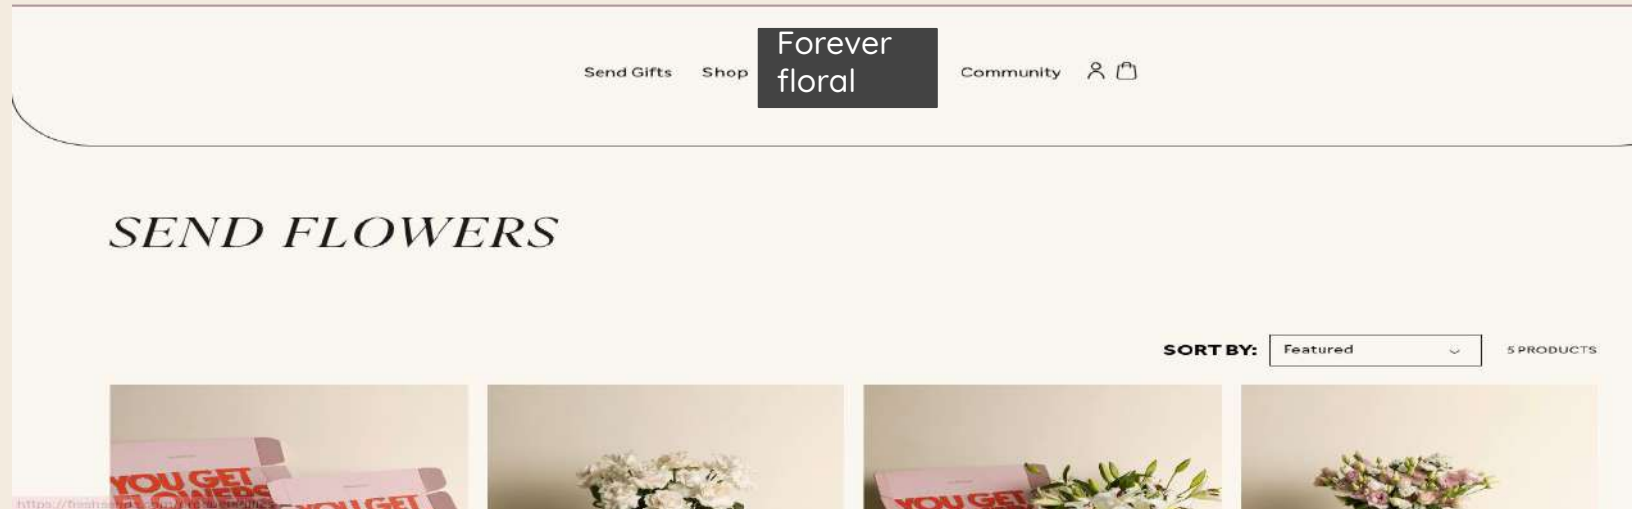 Send Gifts Shop Forever Community
floral
SEND FLOWERS
SORT BY: Featured 5 PRODUCTS
YOU GET
FLOWERS
YOU GET
YOU GET